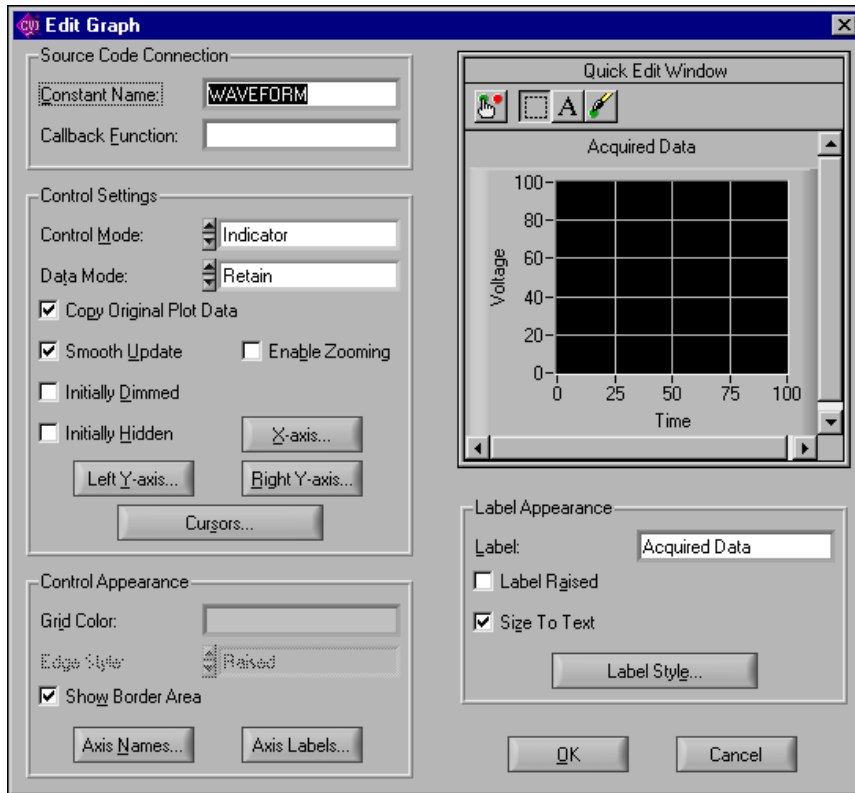 CVI Edit Graph
Source Code Connection
Constant Name: WAVEFORM
Callback Function:
Control Settings
Control Mode: Indicator
Data Mode: Retain
Copy Original Plot Data
Smooth Update Enable Zooming
Initially Dimmed
Initially Hidden X-axis...
Left Y-axis... Right Y-axis...
Cursors...
Control Appearance
Grid Color:
Edge Style: Raised
Show Border Area
Axis Names... Axis Labels...
Quick Edit Window
A
Acquired Data
Voltage
100
80
60
40
20
0
0 25 50 75 100
Time
Label Appearance
Label: Acquired Data
Label Raised
Size To Text
Label Style...
OK Cancel